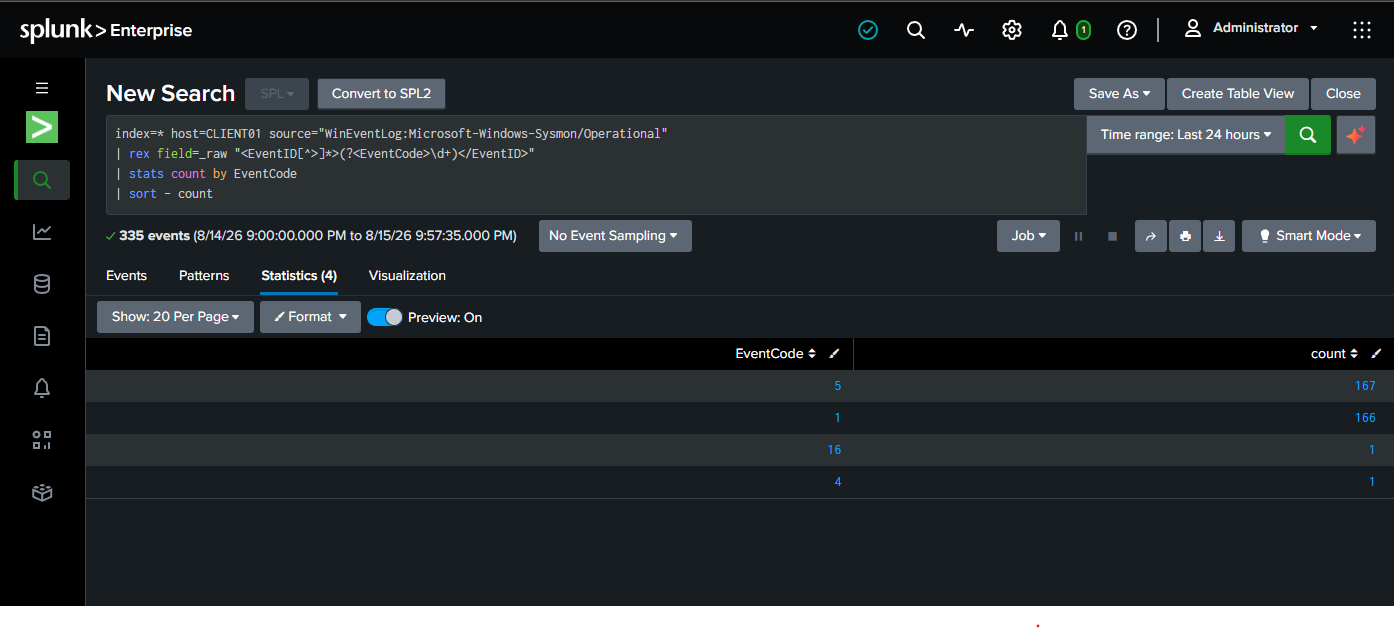 splunk> Enterprise
1
Administrator
New Search
SPL
Convert to SPL2
Save As
Create Table View
Close
index=* host=CLIENT01 source="WinEventLog:Microsoft-Windows-Sysmon/Operational"
| rex field=_raw "<EventID[^>]*>(?<EventCode>\d+)</EventID>"
| stats count by EventCode
| sort - count
Time range: Last 24 hours
335 events (8/14/26 9:00:00.000 PM to 8/15/26 9:57:35.000 PM)
No Event Sampling
Job
Smart Mode
Events
Patterns
Statistics (4)
Visualization
Show: 20 Per Page
Format
Preview: On
EventCode
count
5
167
1
166
16
1
4
1